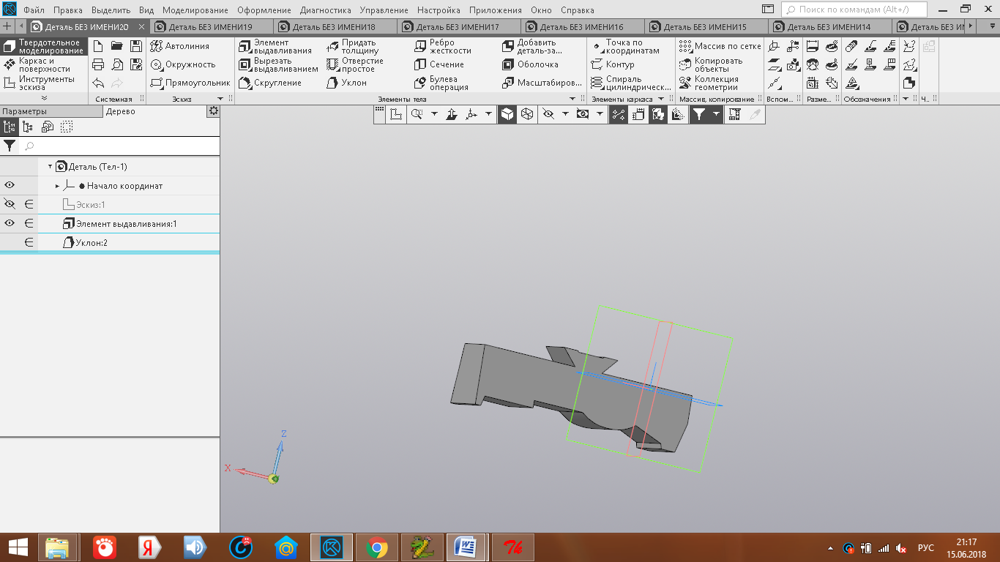 Файл Правка Выделить Вид Моделирование Оформление Диагностика Управление Настройка Приложения Окно Справка
Поиск по командам (Alt+/)
Деталь БЕЗ ИМЕНИ20
Деталь БЕЗ ИМЕНИ19
Деталь БЕЗ ИМЕНИ18
Деталь БЕЗ ИМЕНИ17
Деталь БЕЗ ИМЕНИ16
Деталь БЕЗ ИМЕНИ15
Деталь БЕЗ ИМЕНИ14
Деталь БЕЗ
Твердотельное
моделирование
Каркас и
поверхности
Инструменты
эскиза
Системная
Автолиния
Окружность
Прямоугольник
Эскиз
Элемент
выдавливания
Вырезать
выдавливанием
Скругление
Придать
толщину
Отверстие
простое
Уклон
Ребро
жесткости
Сечение
Булева
операция
Добавить
деталь-за...
Оболочка
Масштабиров...
Элементы тела
Точка по
координатам
Контур
Спираль
цилиндрическ...
Элементы каркаса
Массив по сетке
Копировать
объекты
Коллекция
геометрии
Массив, копирование
Вспом...
Разме...
Обозначения
Ч...
Параметры
Дерево
Деталь (Тел-1)
Начало координат
Эскиз:1
Элемент выдавливания:1
Уклон:2
Z
X
W
Th
РУС
21:17
15.06.2018